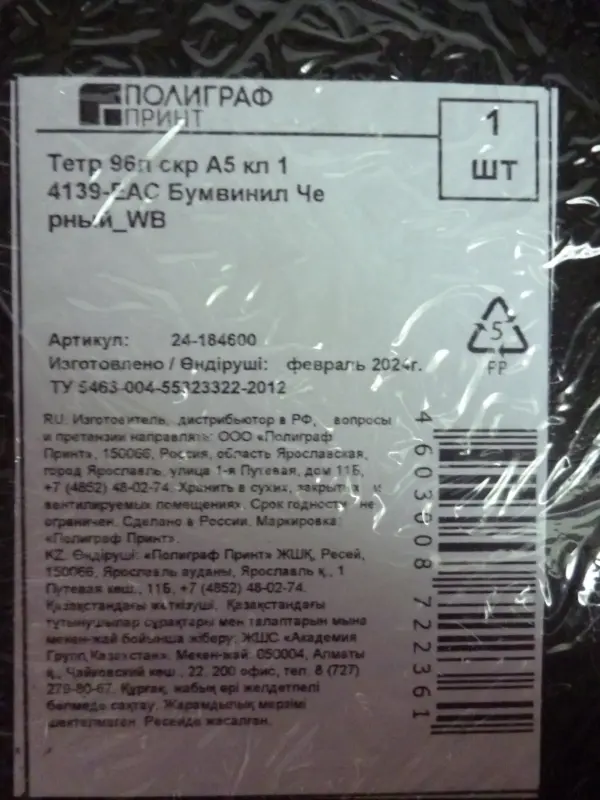 ПОЛИГРАФ
ПРИНТ
1
шт
Тетр 96л скр А5 кл 1
4139-EAC Бумвинил Че
рный_WB
Артикул: 24-184600
Изготовлено / Өндіруші: февраль 2024г.
ТУ 5463-004-55323322-2012
5
PP
RU: Изготовитель, дистрибьютор в РФ, вопросы
и претензии направлять: ООО «Полиграф
Принт», 150066, Россия, область Ярославская,
город Ярославль, улица 1-я Путевая, дом 11Б,
+7 (4852) 48-02-74. Хранить в сухих, закрытых и
вентилируемых помещениях. Срок годности не
ограничен. Сделано в России. Маркировка:
«Полиграф Принт».
KZ. Өндіруші: «Полиграф Принт» ЖШҚ, Ресей,
150066, Ярославль ауданы, Ярославль қ., 1
Путевая көш., 11Б, +7 (4852) 48-02-74.
Қазақстандағы жеткізуші, Қазақстандағы
тұтынушылар сұрақтары мен талаптарын мына
мекен-жай бойынша жіберу: ЖШС «Академия
Групп Казахстан». Мекен-жай: 050004, Алматы
қ., Чайковский көш., 22, 200 офис, тел. 8 (727)
279-80-67. Құрғақ, жабық әрі желдетпелі
бөлмеде сақтау. Жарамдылық мерзімі
шектелмеген. Ресейде жасалған.
4 603908 722361